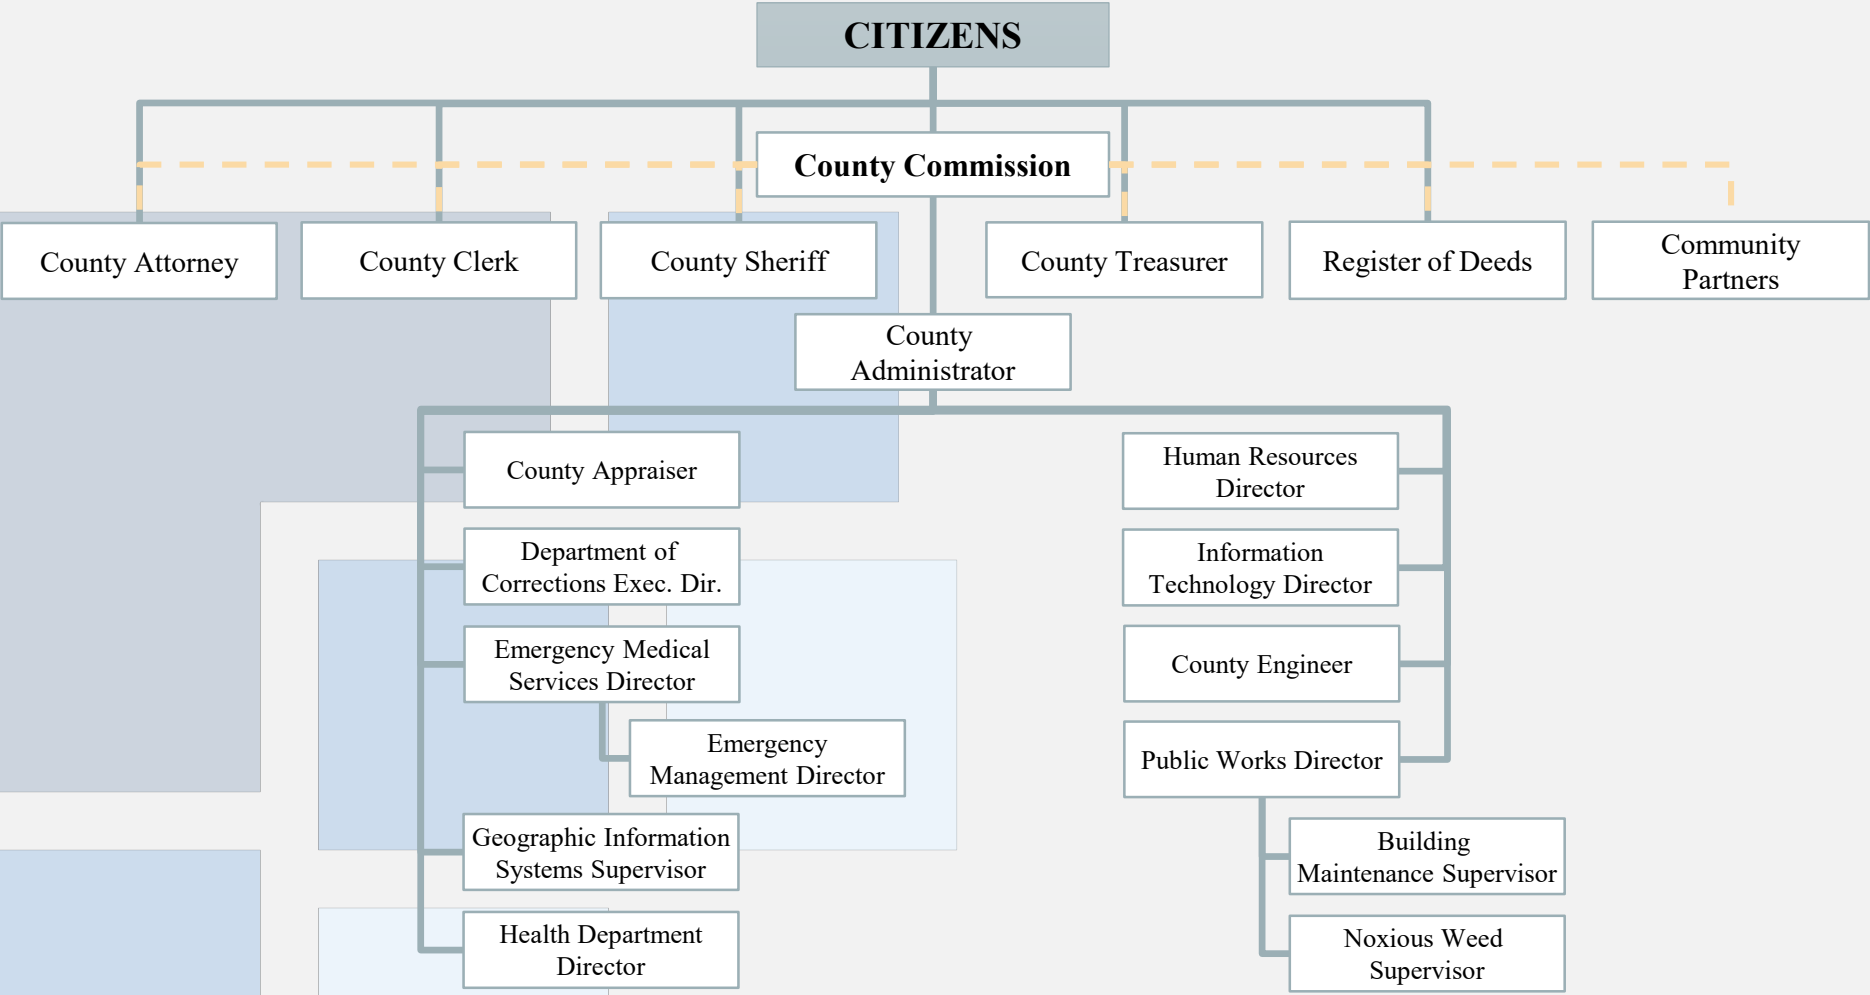 CITIZENS
County Commission
County Attorney
County Clerk
County Sheriff
County Treasurer
Register of Deeds
Community
Partners
County
Administrator
County Appraiser
Department of
Corrections Exec. Dir.
Emergency Medical
Services Director
Emergency
Management Director
Geographic Information
Systems Supervisor
Health Department
Director
Human Resources
Director
Information
Technology Director
County Engineer
Public Works Director
Building
Maintenance Supervisor
Noxious Weed
Supervisor